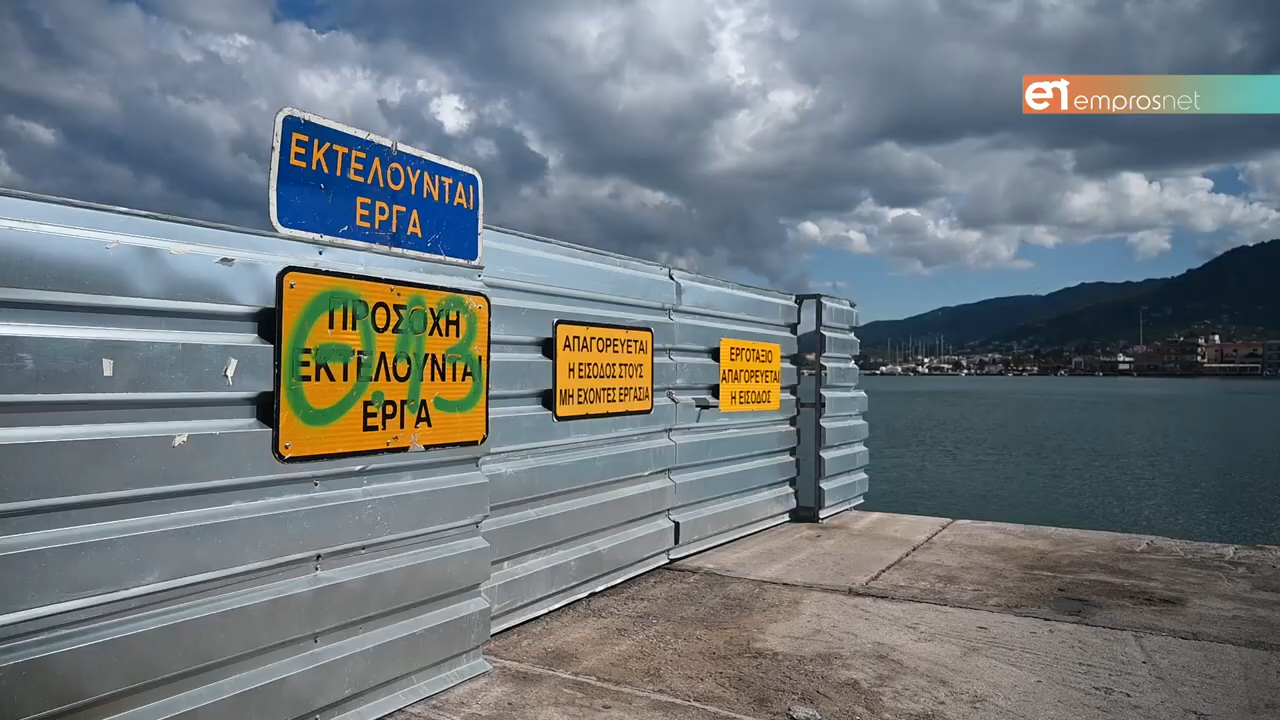 emprosnet
ΕΚΤΕΛΟΥΝΤΑΙ
ΕΡΓΑ
ΠΡΟΣΟΧΗ
ΕΚΤΕΛΟΥΝΤΑΙ
ΕΡΓΑ
ΑΠΑΓΟΡΕΥΕΤΑΙ
Η ΕΙΣΟΔΟΣ ΣΤΟΥΣ
ΜΗ ΕΧΟΝΤΕΣ ΕΡΓΑΣΙΑ
ΕΡΓΟΤΑΞΙΟ
ΑΠΑΓΟΡΕΥΕΤΑΙ
Η ΕΙΣΟΔΟΣ